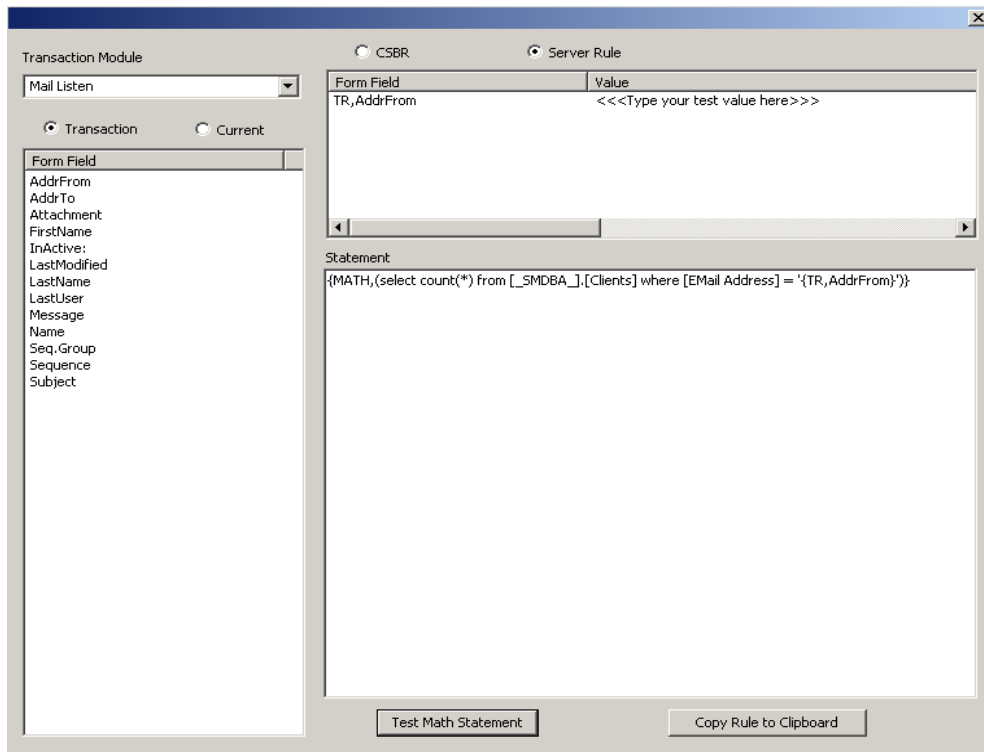 Transaction Module
Mail Listen
Transaction
Current
Form Field
AddrFrom
AddrTo
Attachment
FirstName
InActive:
LastModified
LastName
LastUser
Message
Name
Seq.Group
Sequence
Subject
CSBR
Server Rule
Form Field Value
TR,AddrFrom <<<Type your test value here>>>
Statement
{MATH,(select count(*) from [_SMDBA_].[Clients] where [EMail Address] = '{TR,AddrFrom}')}
Test Math Statement
Copy Rule to Clipboard